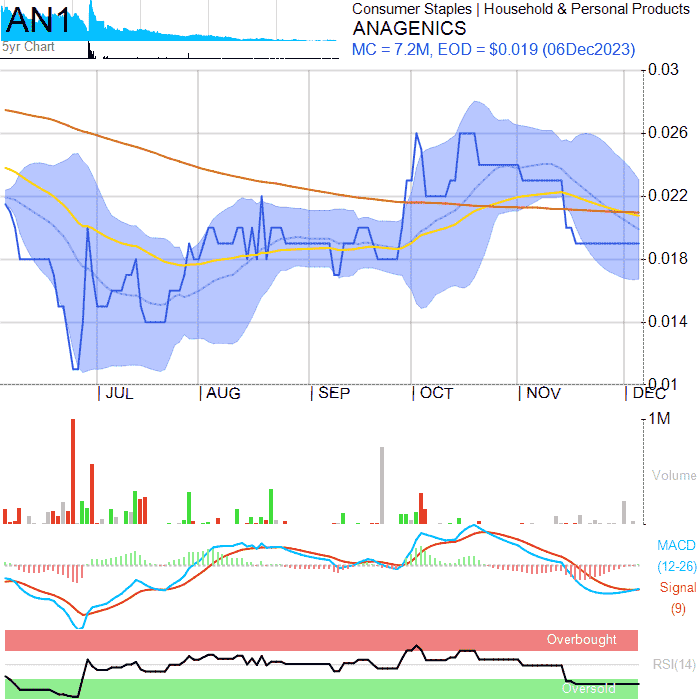 AN1
5yr Chart
Consumer Staples | Household & Personal Products
ANAGENICS
MC = 7.2M, EOD = $0.019 (06Dec2023)
0.03
0.026
0.022
0.018
0.014
0.01
JUL
AUG
SEP
OCT
NOV
DEC
1M
Volume
MACD
(12-26)
Signal
(9)
Overbought
RSI(14)
Oversold